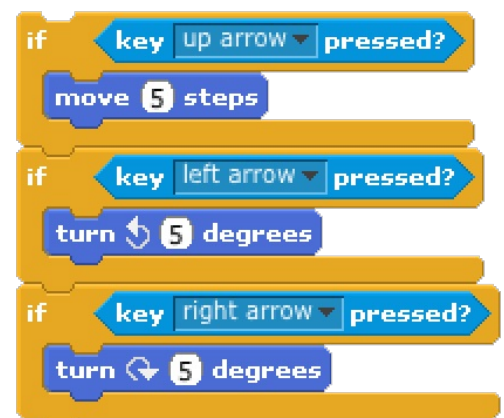 if key up arrow pressed?
move 5 steps
if key left arrow pressed?
turn 5 degrees
if key right arrow pressed?
turn 5 degrees